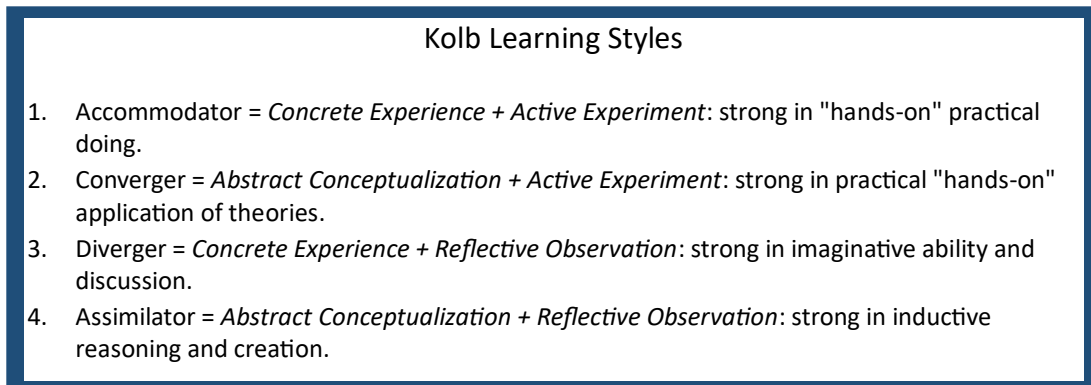 Kolb Learning Styles
1. Accommodator = Concrete Experience + Active Experiment: strong in "hands-on" practical
doing.
2. Converger = Abstract Conceptualization + Active Experiment: strong in practical "hands-on"
application of theories.
3. Diverger = Concrete Experience + Reflective Observation: strong in imaginative ability and
discussion.
4. Assimilator = Abstract Conceptualization + Reflective Observation: strong in inductive
reasoning and creation.